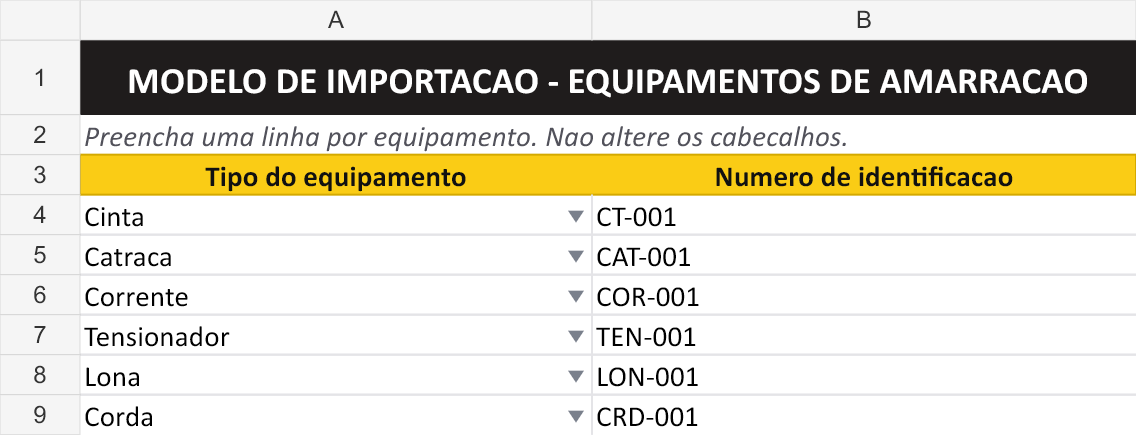 A B
1 MODELO DE IMPORTACAO - EQUIPAMENTOS DE AMARRACAO
2 Preencha uma linha por equipamento. Nao altere os cabecalhos.
3 Tipo do equipamento Numero de identificacao
4 Cinta CT-001
5 Catraca CAT-001
6 Corrente COR-001
7 Tensionador TEN-001
8 Lona LON-001
9 Corda CRD-001